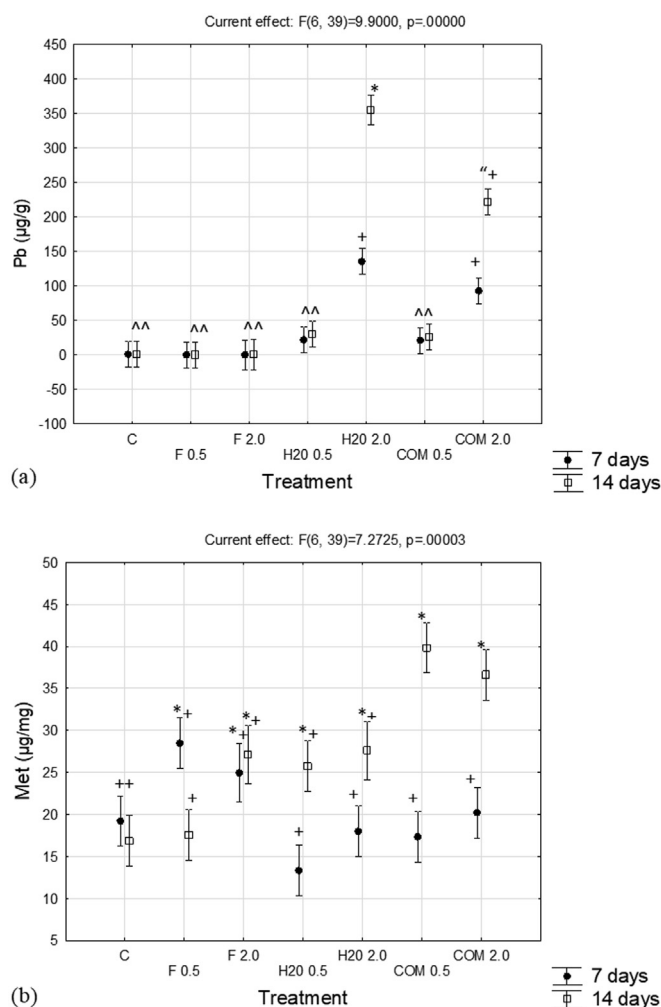 Current effect: F(6, 39)=9.9000, p=.00000
450
400
350
300
250
200
150
100
50
0
-50
-100
Pb (µg/g)
^^
^^
^^
^^
+
*
^^
+
“+
C
F 0.5
F 2.0
H20 0.5
H20 2.0
COM 0.5
COM 2.0
Treatment
(a)
7 days
14 days
Current effect: F(6, 39)=7.2725, p=.00003
50
45
40
35
30
25
20
15
10
5
Met (µg/mg)
++
*+
+
*+
*+
+
*+
+
*+
+
*
+
*
C
F 0.5
F 2.0
H20 0.5
H20 2.0
COM 0.5
COM 2.0
Treatment
(b)
7 days
14 days